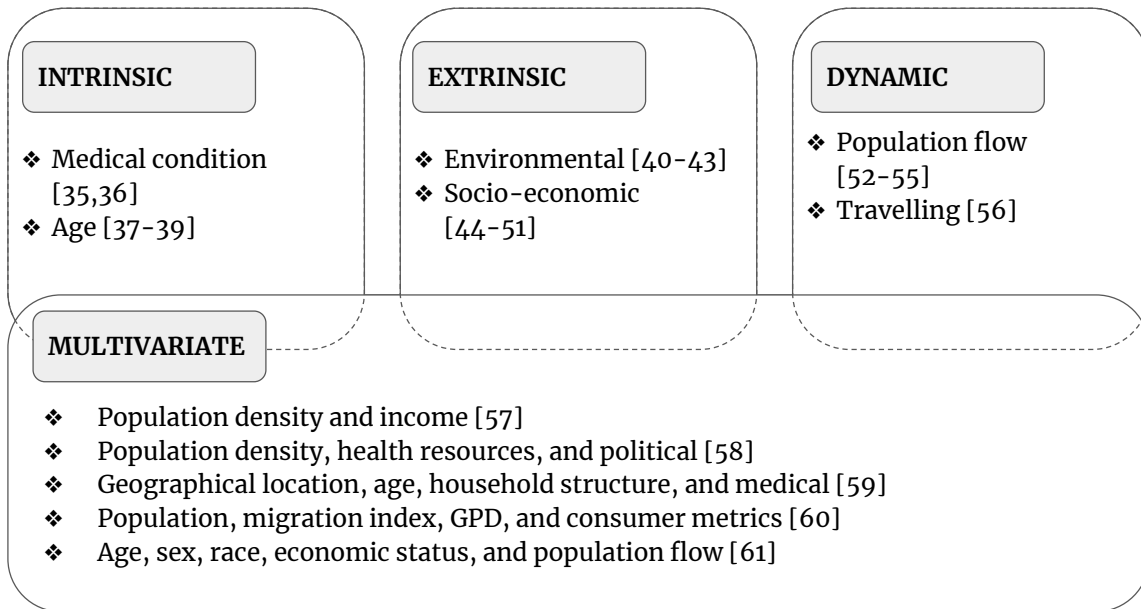 INTRINSIC
❖ Medical condition
[35,36]
❖ Age [37-39]
EXTRINSIC
❖ Environmental [40-43]
❖ Socio-economic
[44-51]
DYNAMIC
❖ Population flow
[52-55]
❖ Travelling [56]
MULTIVARIATE
❖ Population density and income [57]
❖ Population density, health resources, and political [58]
❖ Geographical location, age, household structure, and medical [59]
❖ Population, migration index, GPD, and consumer metrics [60]
❖ Age, sex, race, economic status, and population flow [61]